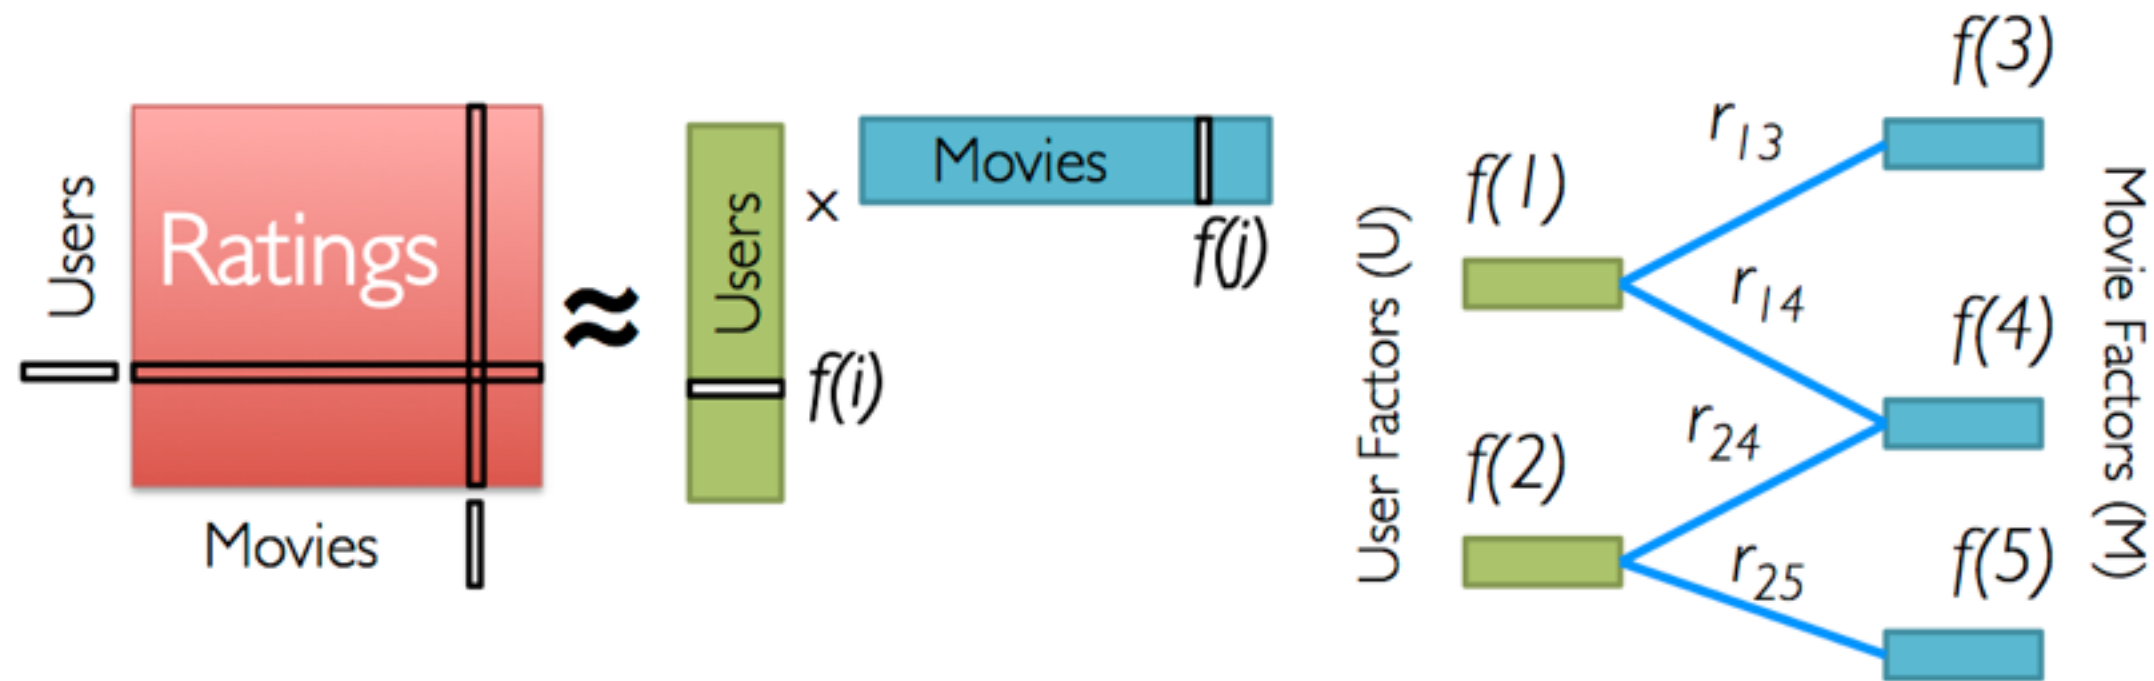 Users
Ratings
Movies
≈
Users
f(i)
x
Movies
f(j)
User Factors (U)
f(1)
f(2)
r13
r14
r24
r25
f(3)
f(4)
f(5)
Movie Factors (M)